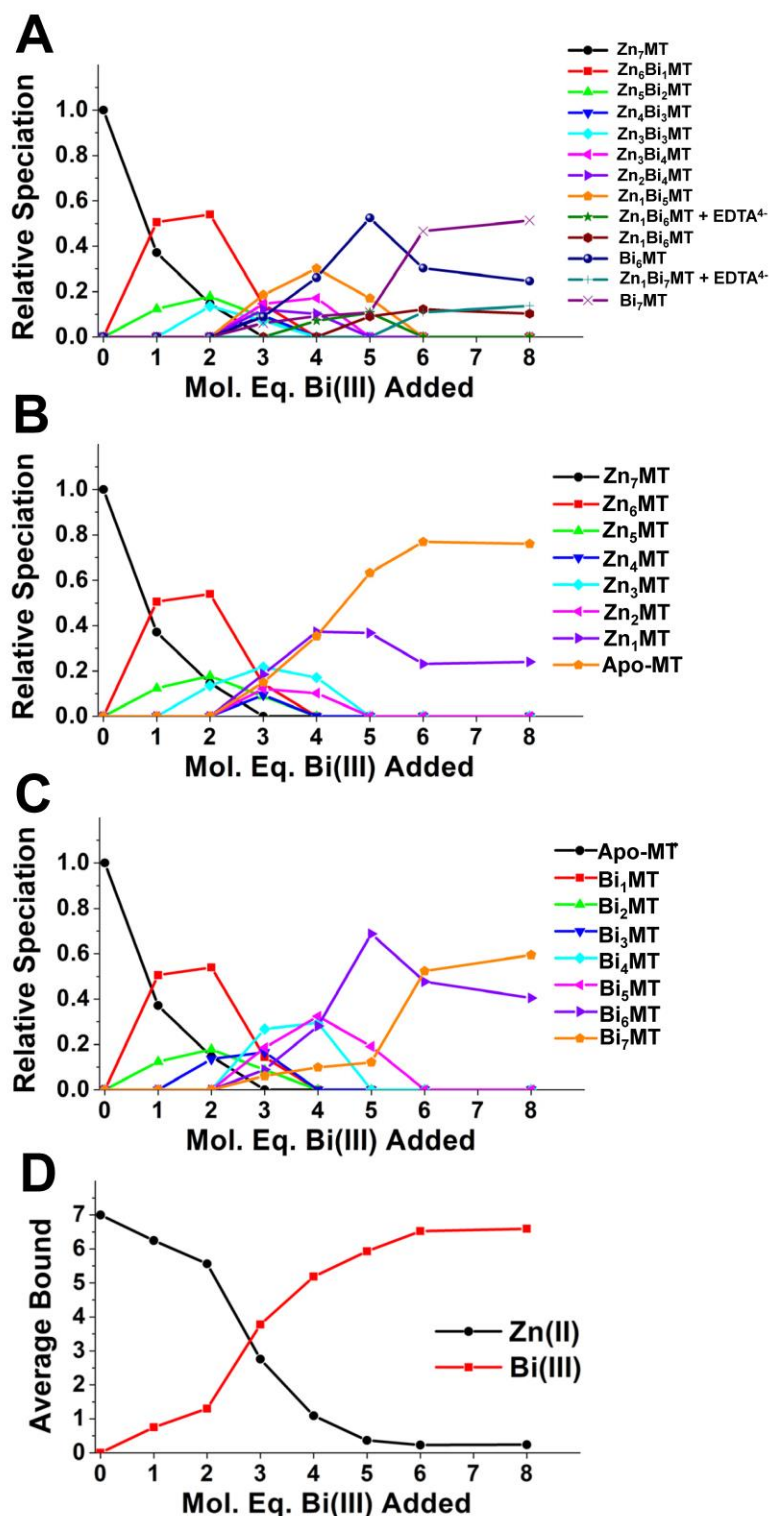 A
Relative Speciation
1.0
0.8
0.6
0.4
0.2
0.0
0 1 2 3 4 5 6 7 8
Mol. Eq. Bi(III) Added
Zn₇MT
Zn₆Bi₁MT
Zn₅Bi₂MT
Zn₄Bi₃MT
Zn₃Bi₃MT
Zn₃Bi₄MT
Zn₂Bi₄MT
Zn₁Bi₅MT
Zn₁Bi₆MT + EDTA⁴⁻
Zn₁Bi₆MT
Bi₆MT
Zn₁Bi₇MT + EDTA⁴⁻
Bi₇MT
B
Relative Speciation
1.0
0.8
0.6
0.4
0.2
0.0
0 1 2 3 4 5 6 7 8
Mol. Eq. Bi(III) Added
Zn₇MT
Zn₆MT
Zn₅MT
Zn₄MT
Zn₃MT
Zn₂MT
Zn₁MT
Apo-MT
C
Relative Speciation
1.0
0.8
0.6
0.4
0.2
0.0
0 1 2 3 4 5 6 7 8
Mol. Eq. Bi(III) Added
Apo-MT*
Bi₁MT
Bi₂MT
Bi₃MT
Bi₄MT
Bi₅MT
Bi₆MT
Bi₇MT
D
Average Bound
7
6
5
4
3
2
1
0
0 1 2 3 4 5 6 7 8
Mol. Eq. Bi(III) Added
Zn(II)
Bi(III)